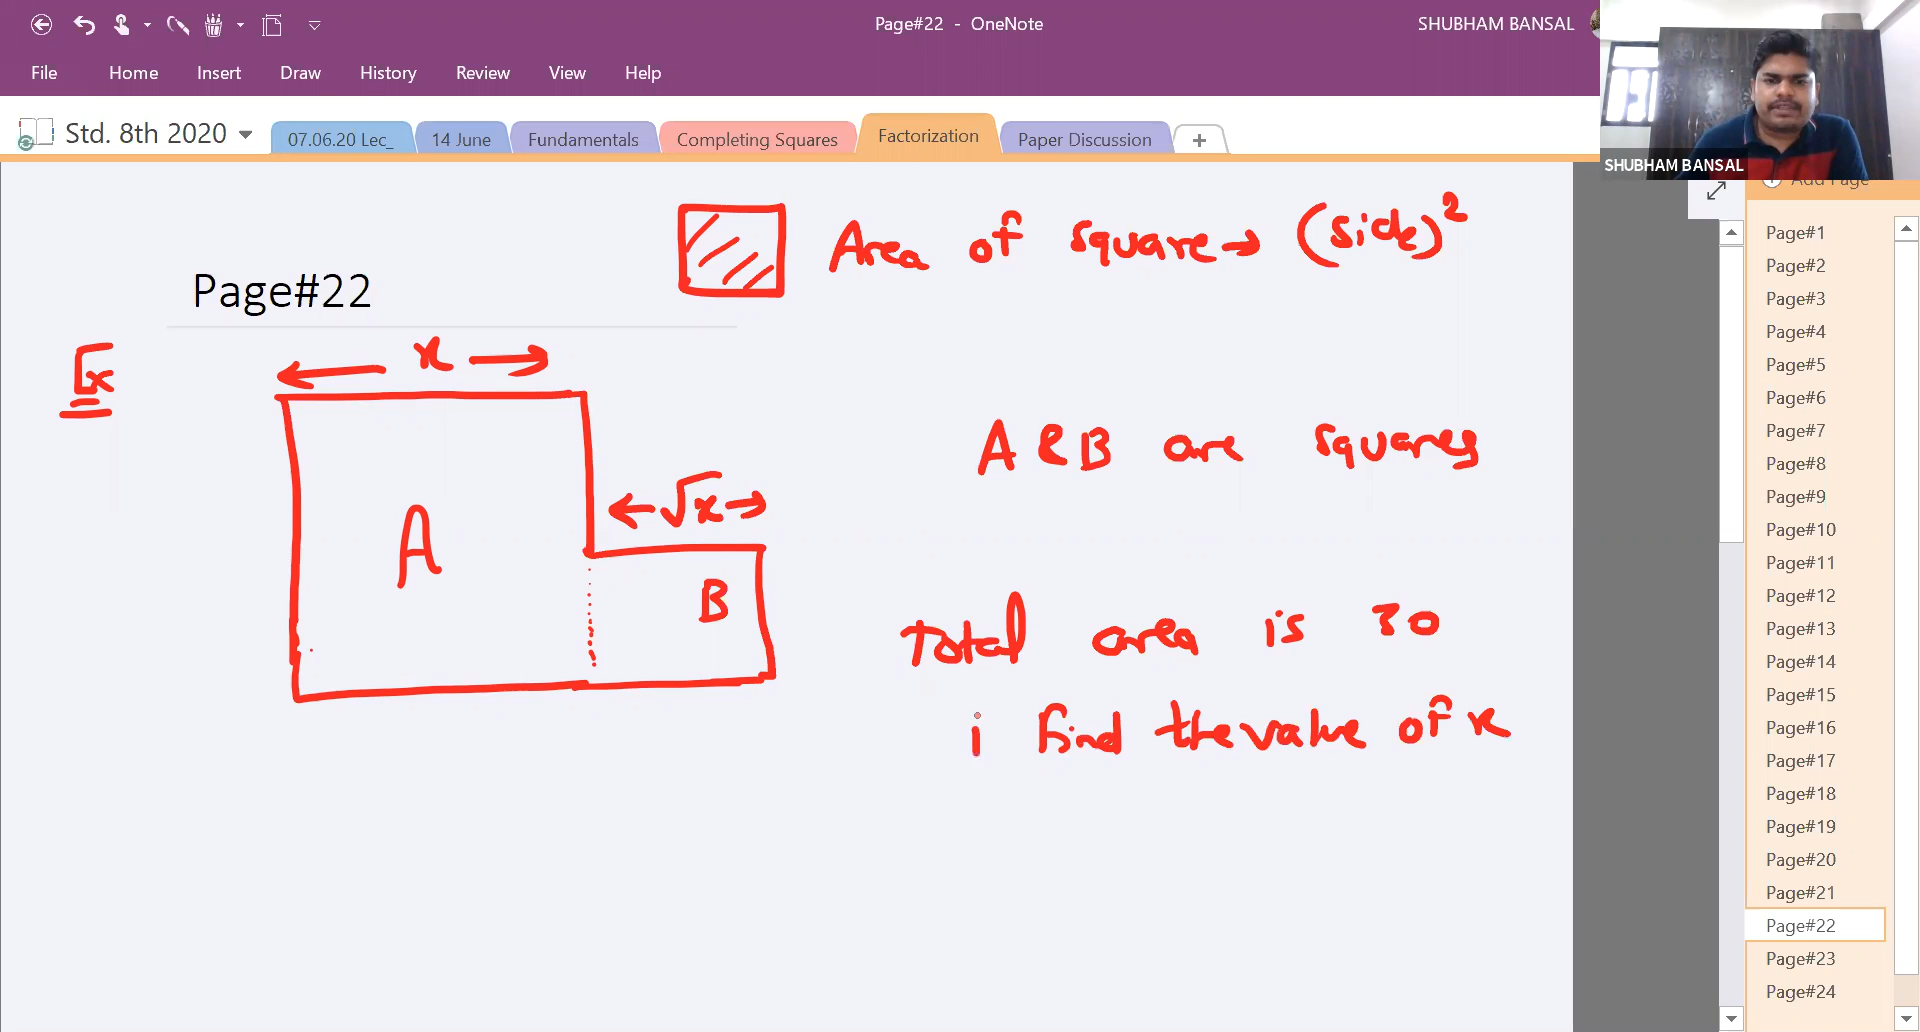 Page#22 - OneNote
SHUBHAM BANSAL
File Home Insert Draw History Review View Help
Std. 8th 2020
07.06.20 Lec_
14 June
Fundamentals
Completing Squares
Factorization
Paper Discussion
+
SHUBHAM BANSAL
Add Page
Page#22
Area of square → (side)²
√x
x
A
√x
B
A & B are squares
Total area is 30
i find the value of x
Page#1
Page#2
Page#3
Page#4
Page#5
Page#6
Page#7
Page#8
Page#9
Page#10
Page#11
Page#12
Page#13
Page#14
Page#15
Page#16
Page#17
Page#18
Page#19
Page#20
Page#21
Page#22
Page#23
Page#24